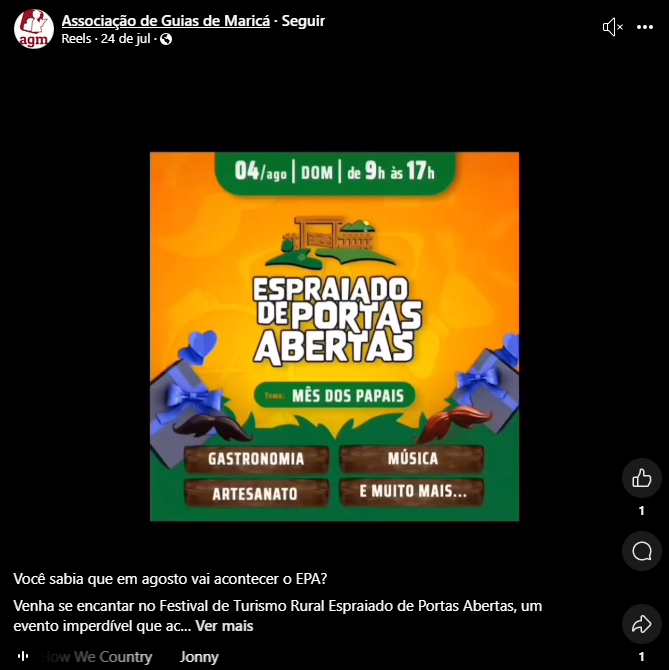 Associação de Guias de Maricá · Seguir
Reels · 24 de jul ·
agm
04/ago | DOM | de 9h às 17h
ESPRAIADO
DE PORTAS
ABERTAS
Tema: MÊS DOS PAPAIS
GASTRONOMIA
MÚSICA
ARTESANATO
E MUITO MAIS...
1
Você sabia que em agosto vai acontecer o EPA?
Venha se encantar no Festival de Turismo Rural Espraiado de Portas Abertas, um
evento imperdível que ac... Ver mais
How We Country Jonny
1